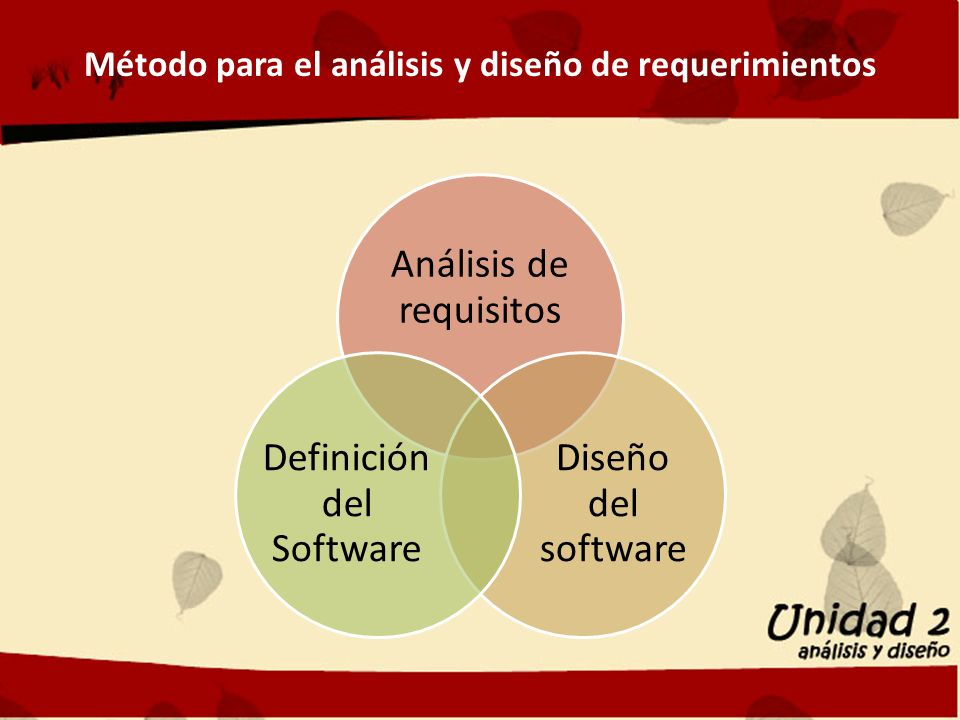 Método para el análisis y diseño de requerimientos
Análisis de
requisitos
Definición
del
Software
Diseño
del
software
Unidad 2
análisis y diseño